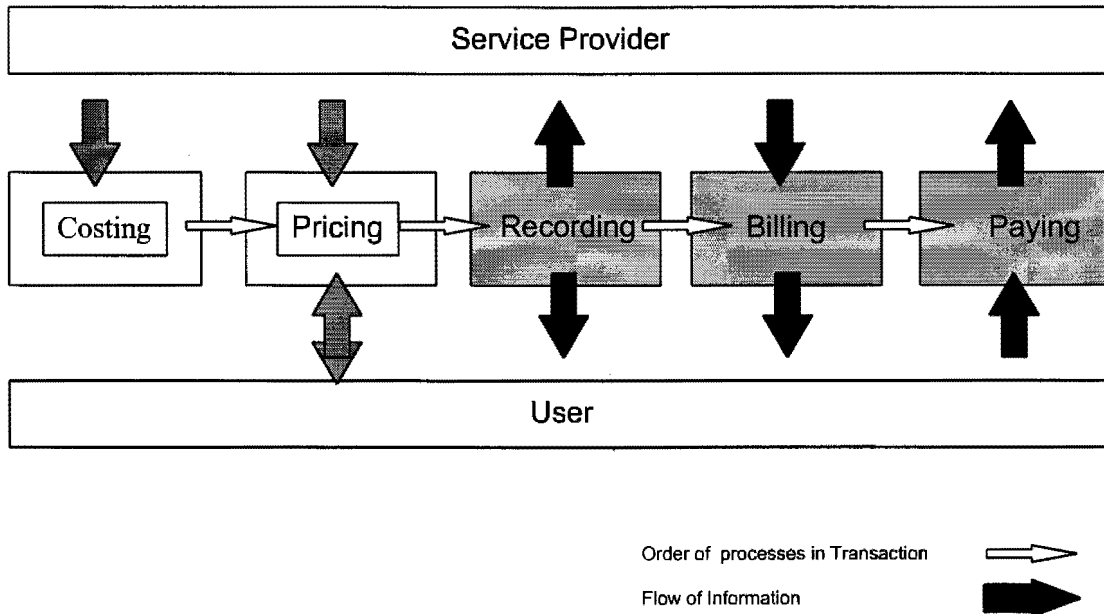 Service Provider
Costing
Pricing
Recording
Billing
Paying
User
Order of processes in Transaction
Flow of Information